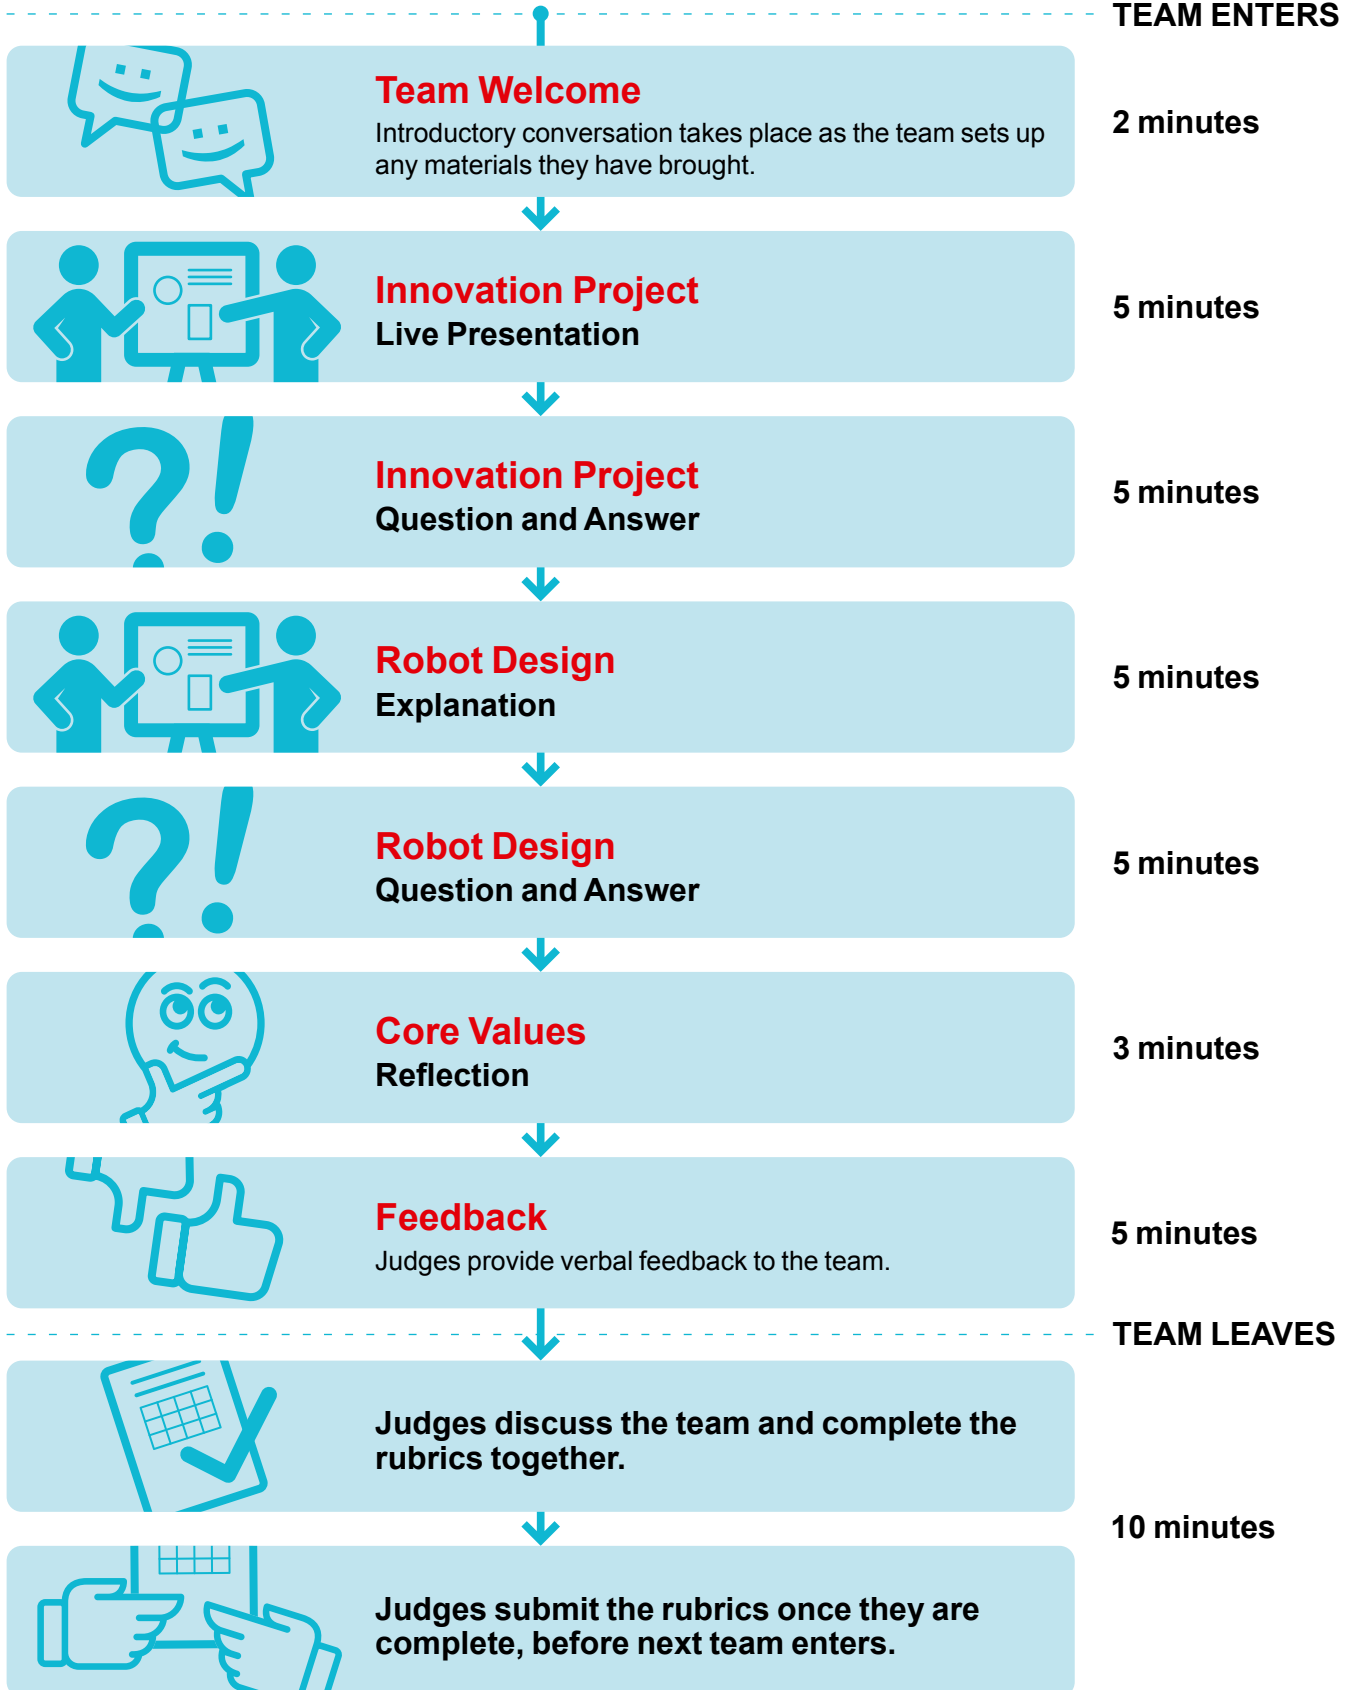 TEAM ENTERS
Team Welcome
Introductory conversation takes place as the team sets up
any materials they have brought.
2 minutes
Innovation Project
Live Presentation
5 minutes
Innovation Project
Question and Answer
5 minutes
Robot Design
Explanation
5 minutes
Robot Design
Question and Answer
5 minutes
Core Values
Reflection
3 minutes
Feedback
Judges provide verbal feedback to the team.
5 minutes
TEAM LEAVES
Judges discuss the team and complete the
rubrics together.
10 minutes
Judges submit the rubrics once they are
complete, before next team enters.